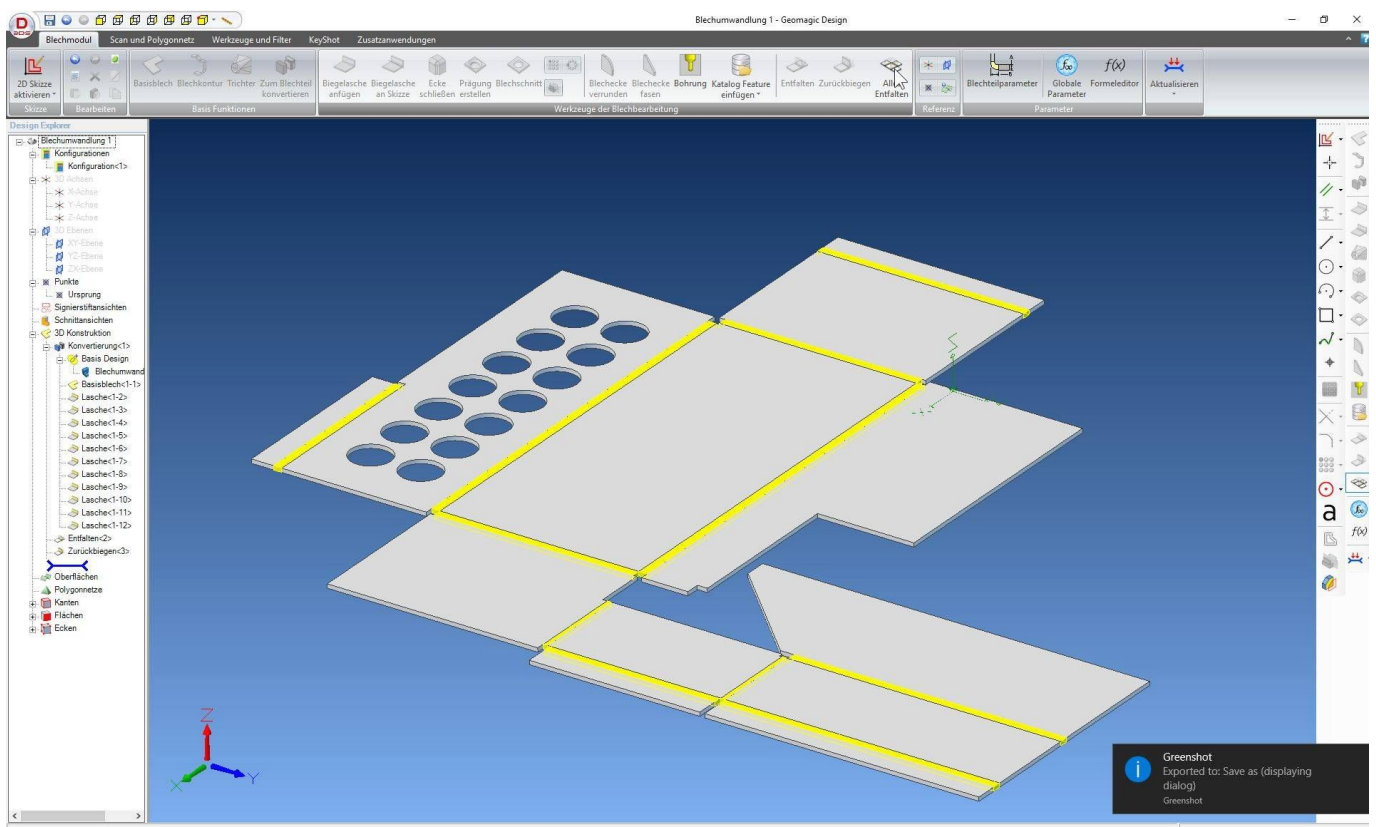 Blechumwandlung 1 - Geomagic Design
D
3DS
Blechmodul Scan und Polygonnetz Werkzeuge und Filter KeyShot Zusatzanwendungen
2D Skizze aktivieren
Basisblech Blechkontur Trichter Zum Blechteil konvertieren
Biegelasche anfügen Biegelasche an Skizze Ecke schließen Prägung erstellen Blechschnitt
Blechecke verrunden Blechecke fasen Bohrung Katalog Feature einfügen
Entfalten Zurückbiegen Alles Entfalten
Blechteilparameter Globale Parameter Formeleditor
Aktualisieren
f(x)
Skizze Bearbeiten Basis Funktionen Werkzeuge der Blechbearbeitung Referenz Parameter
Design Explorer
Blechumwandlung 1
Konfigurationen
Konfiguration<1>
3D Achsen
X-Achse
Y-Achse
Z-Achse
3D Ebenen
XY-Ebene
YZ-Ebene
ZX-Ebene
Punkte
Ursprung
Signierstiftansichten
Schnittansichten
3D Konstruktion
Konvertierung<1>
Basis Design
Blechumwand
Basisblech<1-1>
Lasche<1-2>
Lasche<1-3>
Lasche<1-4>
Lasche<1-5>
Lasche<1-6>
Lasche<1-7>
Lasche<1-8>
Lasche<1-9>
Lasche<1-10>
Lasche<1-11>
Lasche<1-12>
Entfalten<2>
Zurückbiegen<3>
Oberflächen
Polygonnetze
Kanten
Flächen
Ecken
Z
X
Y
a
f(x)
Greenshot
Exported to: Save as (displaying
dialog)
Greenshot